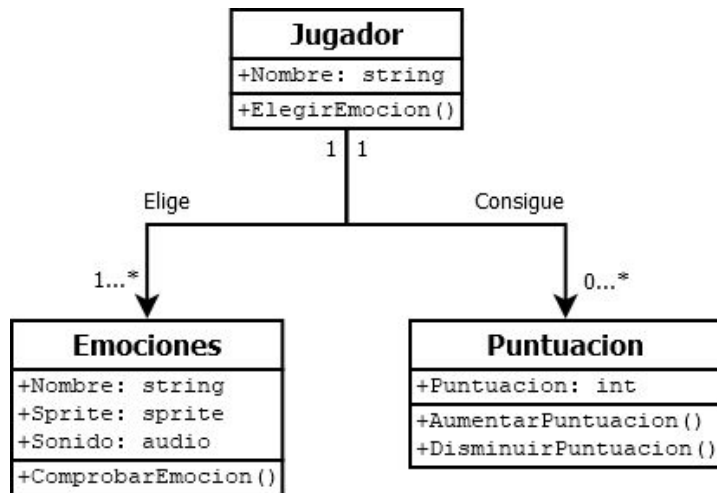 Jugador
+Nombre: string
+ElegirEmocion()
1 1
Elige
Consigue
1...*
0...*
Emociones
+Nombre: string
+Sprite: sprite
+Sonido: audio
+ComprobarEmocion()
Puntuacion
+Puntuacion: int
+AumentarPuntuacion()
+DisminuirPuntuacion()